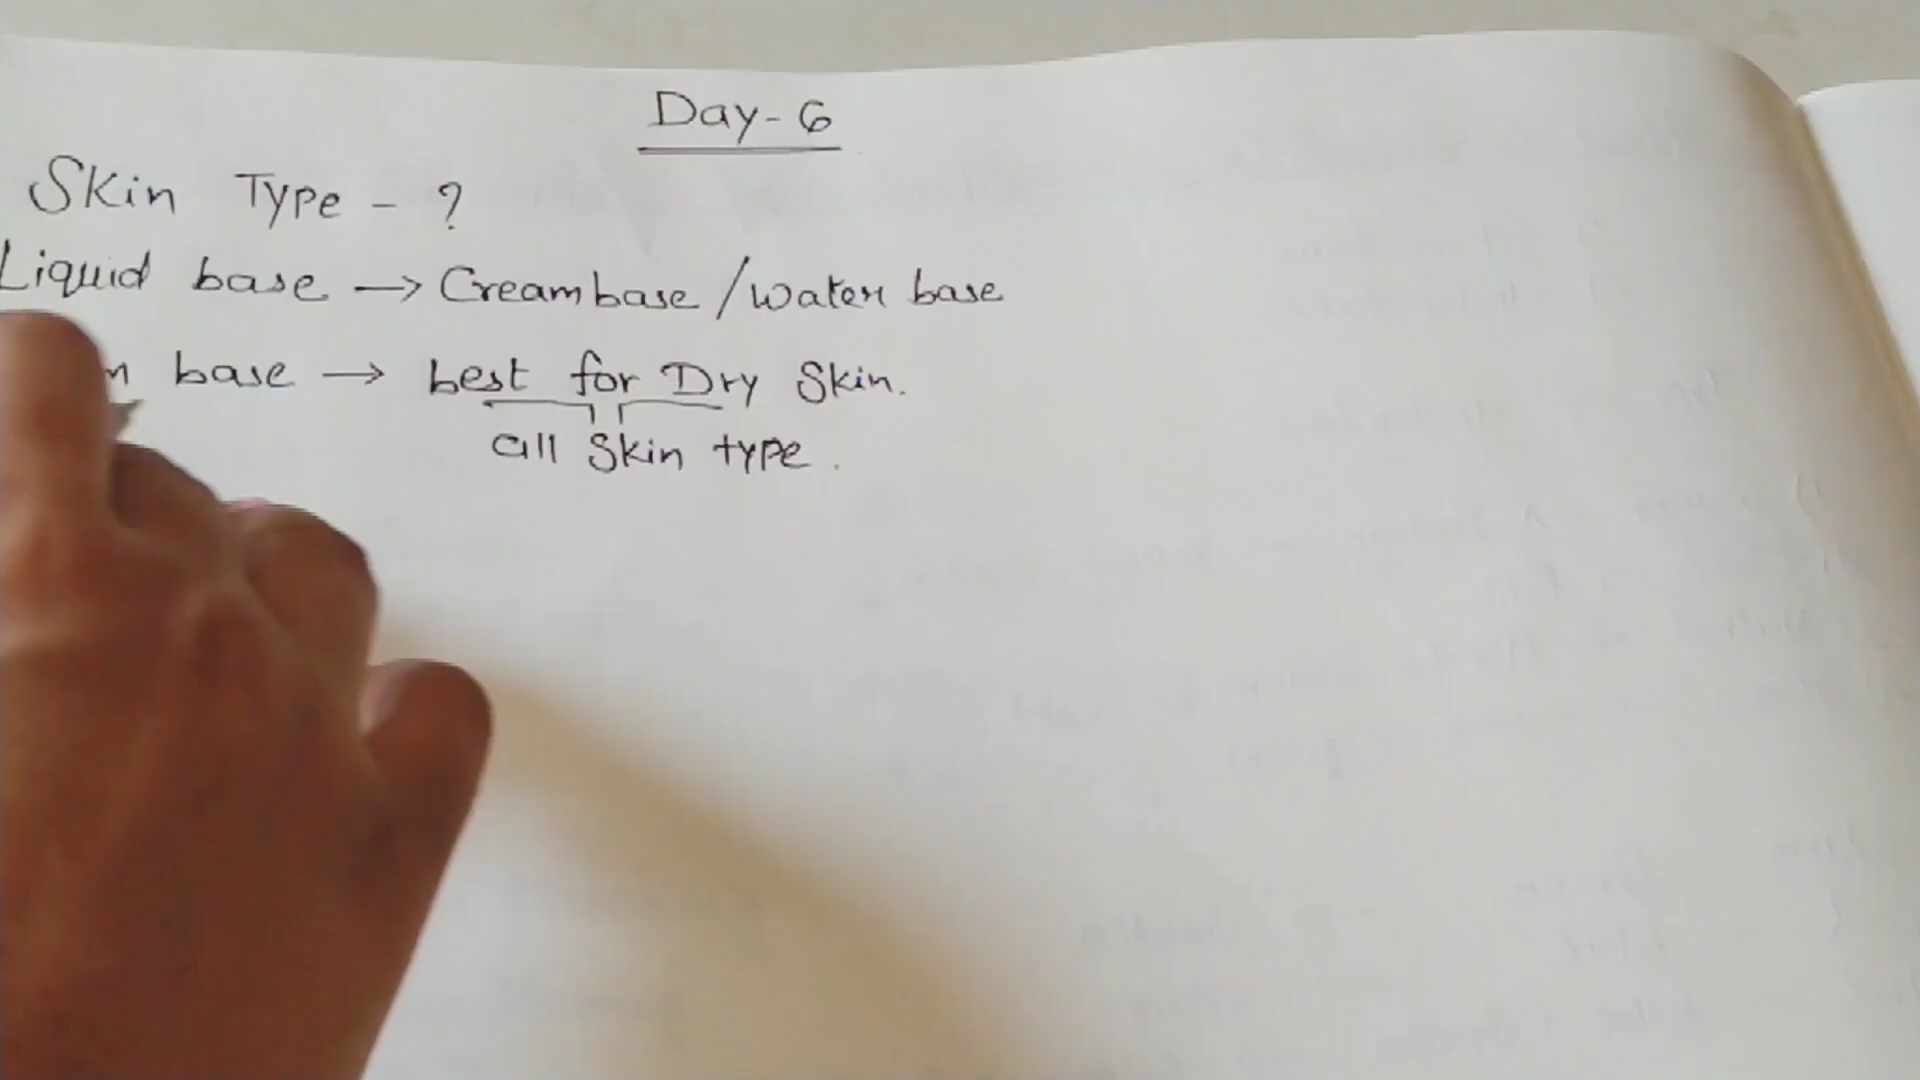 Day-6
Skin Type - ?
Liquid base → Creambase/water base
base → best for Dry Skin.
all Skin type.